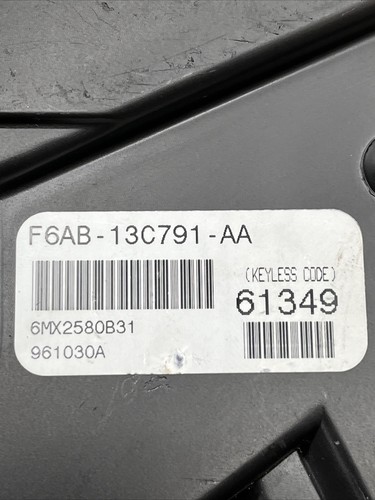 F6AB-13C791-AA
(KEYLESS CODE)
61349
6MX2580B31
961030A